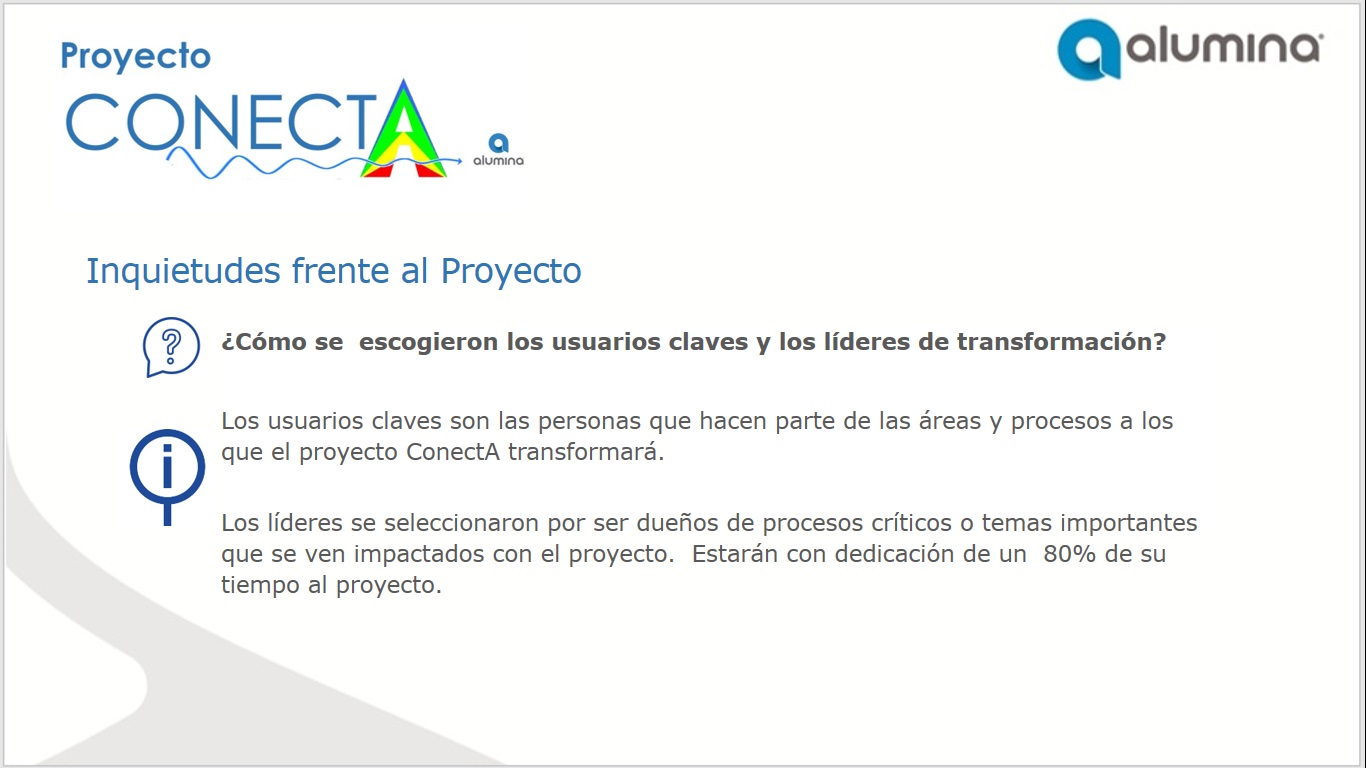 Proyecto
CONECTA
alumina
alumina
Inquietudes frente al Proyecto
¿Cómo se  escogieron los usuarios claves y los líderes de transformación?
Los usuarios claves son las personas que hacen parte de las áreas y procesos a los
que el proyecto ConectA transformará.
Los líderes se seleccionaron por ser dueños de procesos críticos o temas importantes
que se ven impactados con el proyecto.  Estarán con dedicación de un  80% de su
tiempo al proyecto.